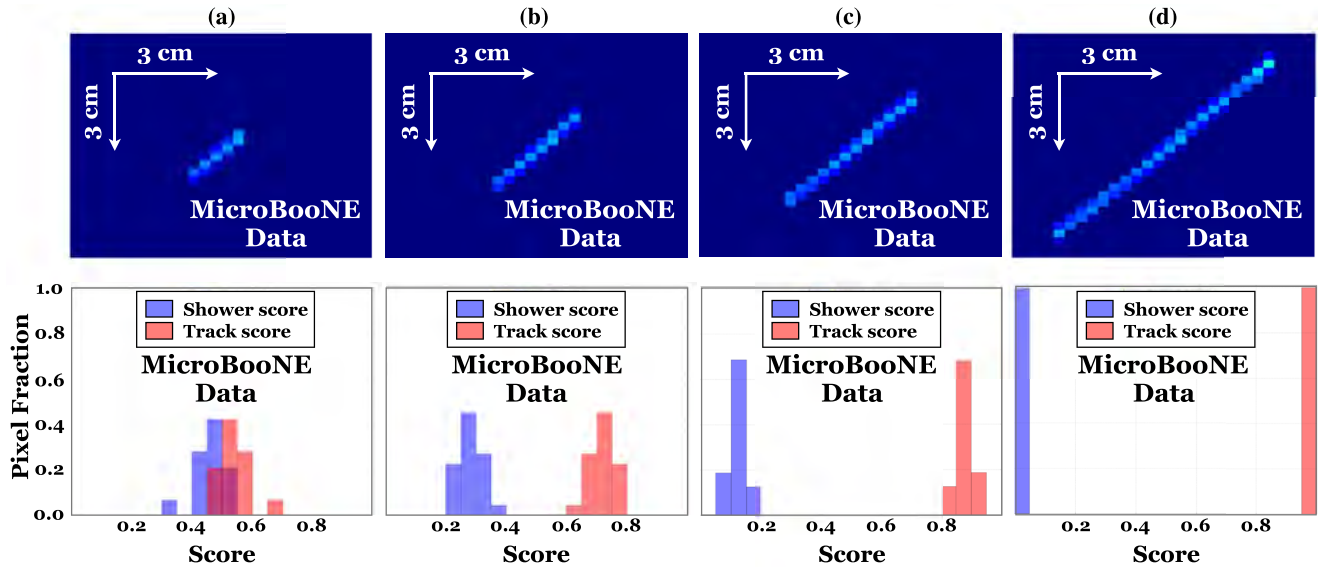 (a) (b) (c) (d)
3 cm 3 cm 3 cm 3 cm
3 cm 3 cm 3 cm 3 cm
MicroBooNE MicroBooNE MicroBooNE MicroBooNE
Data Data Data Data
1.0
0.8
0.6
0.4
0.2
0.0
Pixel Fraction
Shower score Shower score Shower score Shower score
Track score Track score Track score Track score
MicroBooNE MicroBooNE MicroBooNE MicroBooNE
Data Data Data Data
0.2 0.4 0.6 0.8 0.2 0.4 0.6 0.8 0.2 0.4 0.6 0.8 0.2 0.4 0.6 0.8
Score Score Score Score